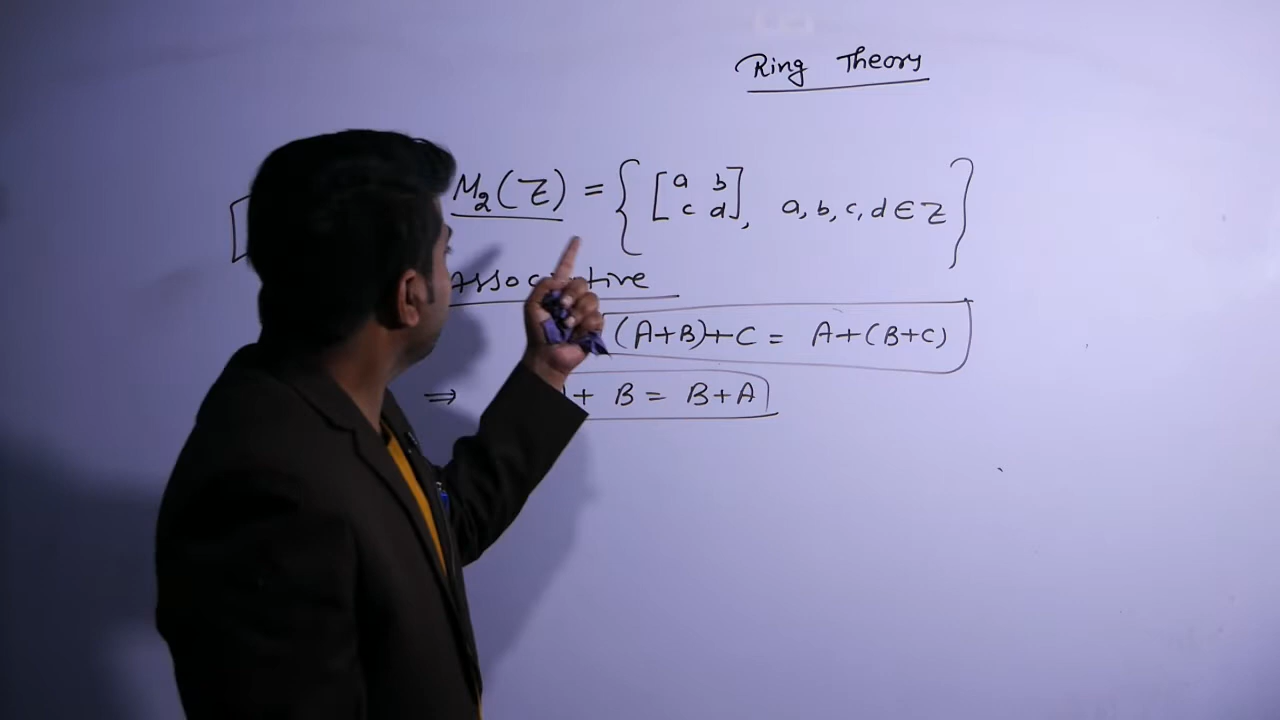 Ring Theory
M₂(Z) = { [a b
c d], a, b, c, d ∈ Z }
(A+B)+C = A+(B+C)
⇒ + B = B+A